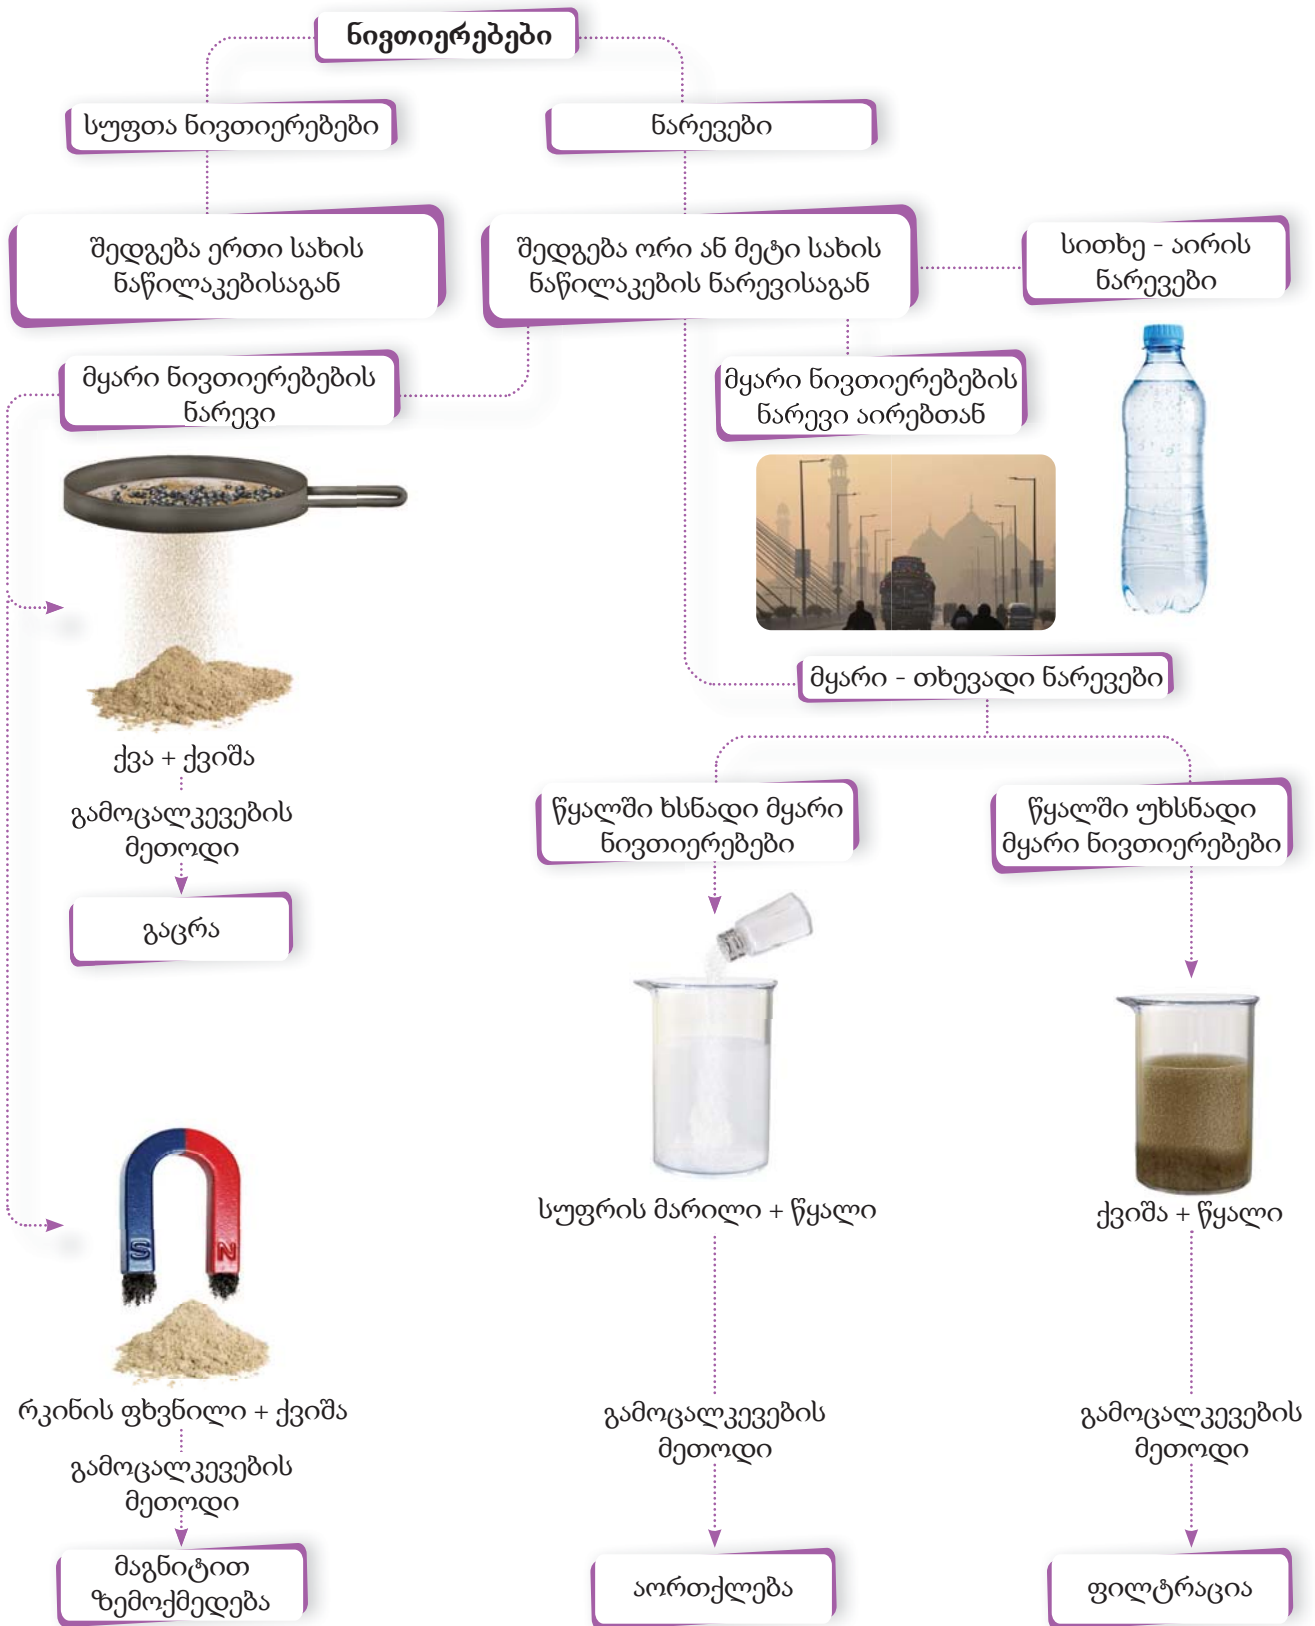 ნივთიერებები
სუფთა ნივთიერებები
ნარევები
შედგება ერთი სახის
ნაწილაკებისაგან
შედგება ორი ან მეტი სახის
ნაწილაკების ნარევისაგან
სითხე - აირის
ნარევები
მყარი ნივთიერებების
ნარევი
მყარი ნივთიერებების
ნარევი აირებთან
მყარი - თხევადი ნარევები
ქვა + ქვიშა
გამოცალკევების
მეთოდი
გაცრა
წყალში ხსნადი მყარი
ნივთიერებები
წყალში უხსნადი
მყარი ნივთიერებები
S N
სუფრის მარილი + წყალი
ქვიშა + წყალი
რკინის ფხვნილი + ქვიშა
გამოცალკევების
მეთოდი
მაგნიტით
ზემოქმედება
გამოცალკევების
მეთოდი
აორთქლება
გამოცალკევების
მეთოდი
ფილტრაცია